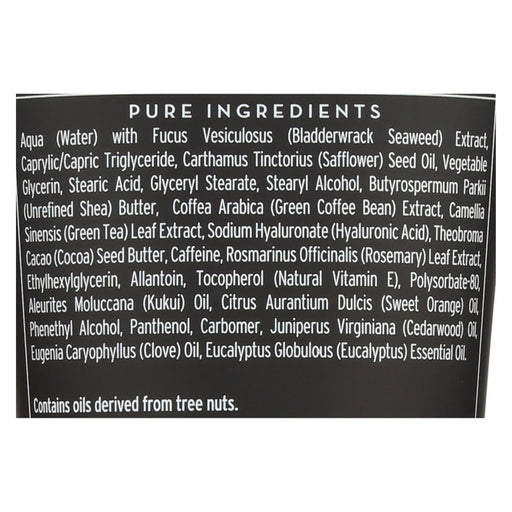 PURE INGREDIENTS
Aqua (Water) with Fucus Vesiculosus (Bladderwrack Seaweed) Extract,
Caprylic/Capric Triglyceride, Carthamus Tinctorius (Safflower) Seed Oil, Vegetable
Glycerin, Stearic Acid, Glyceryl Stearate, Stearyl Alcohol, Butyrospermum Parkii
(Unrefined Shea) Butter, Coffea Arabica (Green Coffee Bean) Extract, Camellia
Sinensis (Green Tea) Leaf Extract, Sodium Hyaluronate (Hyaluronic Acid), Theobroma
Cacao (Cocoa) Seed Butter, Caffeine, Rosmarinus Officinalis (Rosemary) Leaf Extract,
Ethylhexylglycerin, Allantoin, Tocopherol (Natural Vitamin E), Polysorbate-80,
Aleurites Moluccana (Kukui) Oil, Citrus Aurantium Dulcis (Sweet Orange) Oil,
Phenethyl Alcohol, Panthenol, Carbomer, Juniperus Virginiana (Cedarwood) Oil,
Eugenia Caryophyllus (Clove) Oil, Eucalyptus Globulous (Eucalyptus) Essential Oil.
Contains oils derived from tree nuts.